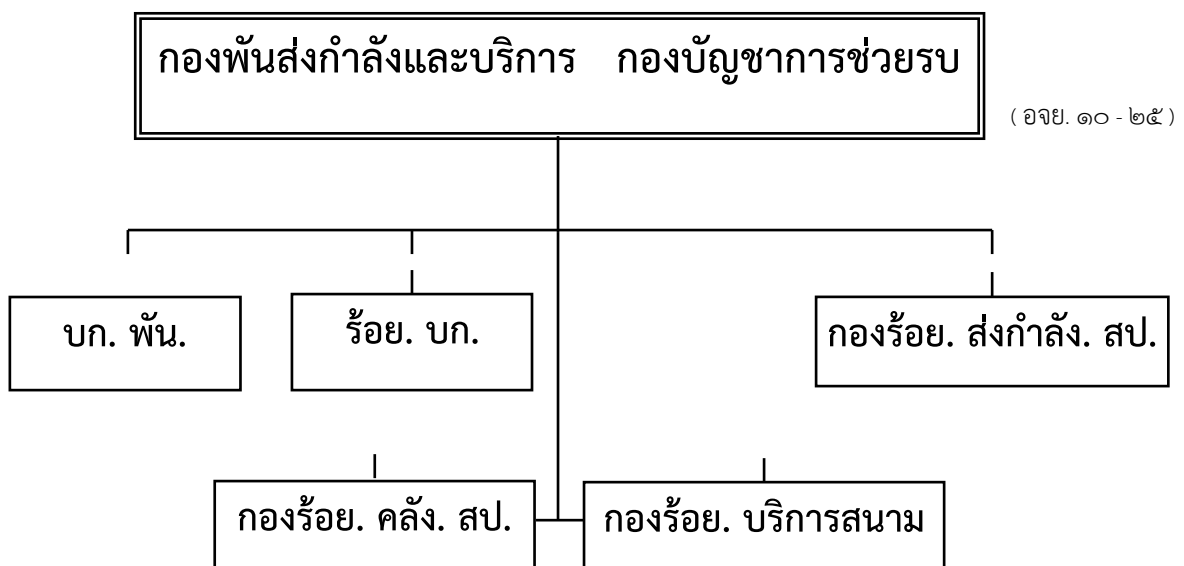 กองพันส่งกำลังและบริการ กองบัญชาการช่วยรบ
( อจย. ๑๐ - ๒๕ )
บก. พัน.
ร้อย. บก.
กองร้อย. ส่งกำลัง. สป.
กองร้อย. คลัง. สป.
กองร้อย. บริการสนาม